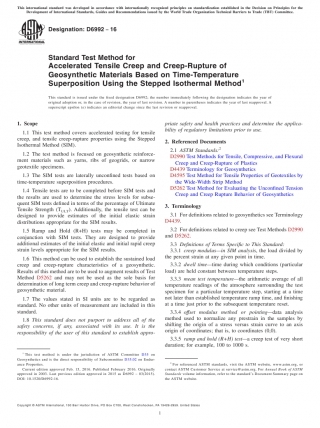 This international standard was developed in accordance with internationally recognized principles on standardization established in the Decision on Principles for the
Development of International Standards, Guides and Recommendations issued by the World Trade Organization Technical Barriers to Trade (TBT) Committee.
Designation: D6992 − 16
Standard Test Method for
Accelerated Tensile Creep and Creep-Rupture of
Geosynthetic Materials Based on Time-Temperature
Superposition Using the Stepped Isothermal Method¹
This standard is issued under the fixed designation D6992; the number immediately following the designation indicates the year of
original adoption or, in the case of revision, the year of last revision. A number in parentheses indicates the year of last reapproval. A
superscript epsilon (ε) indicates an editorial change since the last revision or reapproval.
1. Scope
1.1 This test method covers accelerated testing for tensile
creep, and tensile creep-rupture properties using the Stepped
Isothermal Method (SIM).
1.2 The test method is focused on geosynthetic reinforce-
ment materials such as yarns, ribs of geogrids, or narrow
geotextile specimens.
1.3 The SIM tests are laterally unconfined tests based on
time-temperature superposition procedures.
1.4 Tensile tests are to be completed before SIM tests and
the results are used to determine the stress levels for subse-
quent SIM tests defined in terms of the percentage of Ultimate
Tensile Strength (TULT). Additionally, the tensile test can be
designed to provide estimates of the initial elastic strain
distributions appropriate for the SIM results.
1.5 Ramp and Hold (R+H) tests may be completed in
conjunction with SIM tests. They are designed to provide
additional estimates of the initial elastic and initial rapid creep
strain levels appropriate for the SIM results.
1.6 This method can be used to establish the sustained load
creep and creep-rupture characteristics of a geosynthetic.
Results of this method are to be used to augment results of Test
Method D5262 and may not be used as the sole basis for
determination of long term creep and creep-rupture behavior of
geosynthetic material.
1.7 The values stated in SI units are to be regarded as
standard. No other units of measurement are included in this
standard.
1.8 This standard does not purport to address all of the
safety concerns, if any, associated with its use. It is the
responsibility of the user of this standard to establish appro-
priate safety and health practices and determine the applica-
bility of regulatory limitations prior to use.
2. Referenced Documents
2.1 ASTM Standards:²
D2990 Test Methods for Tensile, Compressive, and Flexural
Creep and Creep-Rupture of Plastics
D4439 Terminology for Geosynthetics
D4595 Test Method for Tensile Properties of Geotextiles by
the Wide-Width Strip Method
D5262 Test Method for Evaluating the Unconfined Tension
Creep and Creep Rupture Behavior of Geosynthetics
3. Terminology
3.1 For definitions related to geosynthetics see Terminology
D4439.
3.2 For definitions related to creep see Test Methods D2990
and D5262.
3.3 Definitions of Terms Specific to This Standard:
3.3.1 creep modulus—in SIM analysis, the load divided by
the percent strain at any given point in time.
3.3.2 dwell time—time during which conditions (particular
load) are held constant between temperature steps.
3.3.3 mean test temperature—the arithmetic average of all
temperature readings of the atmosphere surrounding the test
specimen for a particular temperature step, starting at a time
not later than established temperature ramp time, and finishing
at a time just prior to the subsequent temperature reset.
3.3.4 offset modulus method or pointing—data analysis
method used to normalize any prestrain in the samples by
shifting the origin of a stress versus strain curve to an axis
origin of coordinates; that is, to coordinates (0,0).
3.3.5 ramp and hold (R+H) test—a creep test of very short
duration; for example, 100 to 1000 s.
¹ This test method is under the jurisdiction of ASTM Committee D35 on
Geosynthetics and is the direct responsibility of Subcommittee D35.02 on Endur-
ance Properties.
Current edition approved Feb. 15, 2016. Published February 2016. Originally
approved in 2003. Last previous edition approved in 2015 as D6992 –
DOI: 10.1520/D6992-16.
² For referenced ASTM standards, visit the ASTM website, www.astm.org, or
contact ASTM Customer Service at service@astm.org. For Annual Book of ASTM
Standards volume information, refer to the standard's Document Summary page on
the ASTM website.
Copyright © ASTM International, 100 Barr Harbor Drive, PO Box C700, West Conshohocken, PA 19428-2959. United States
1